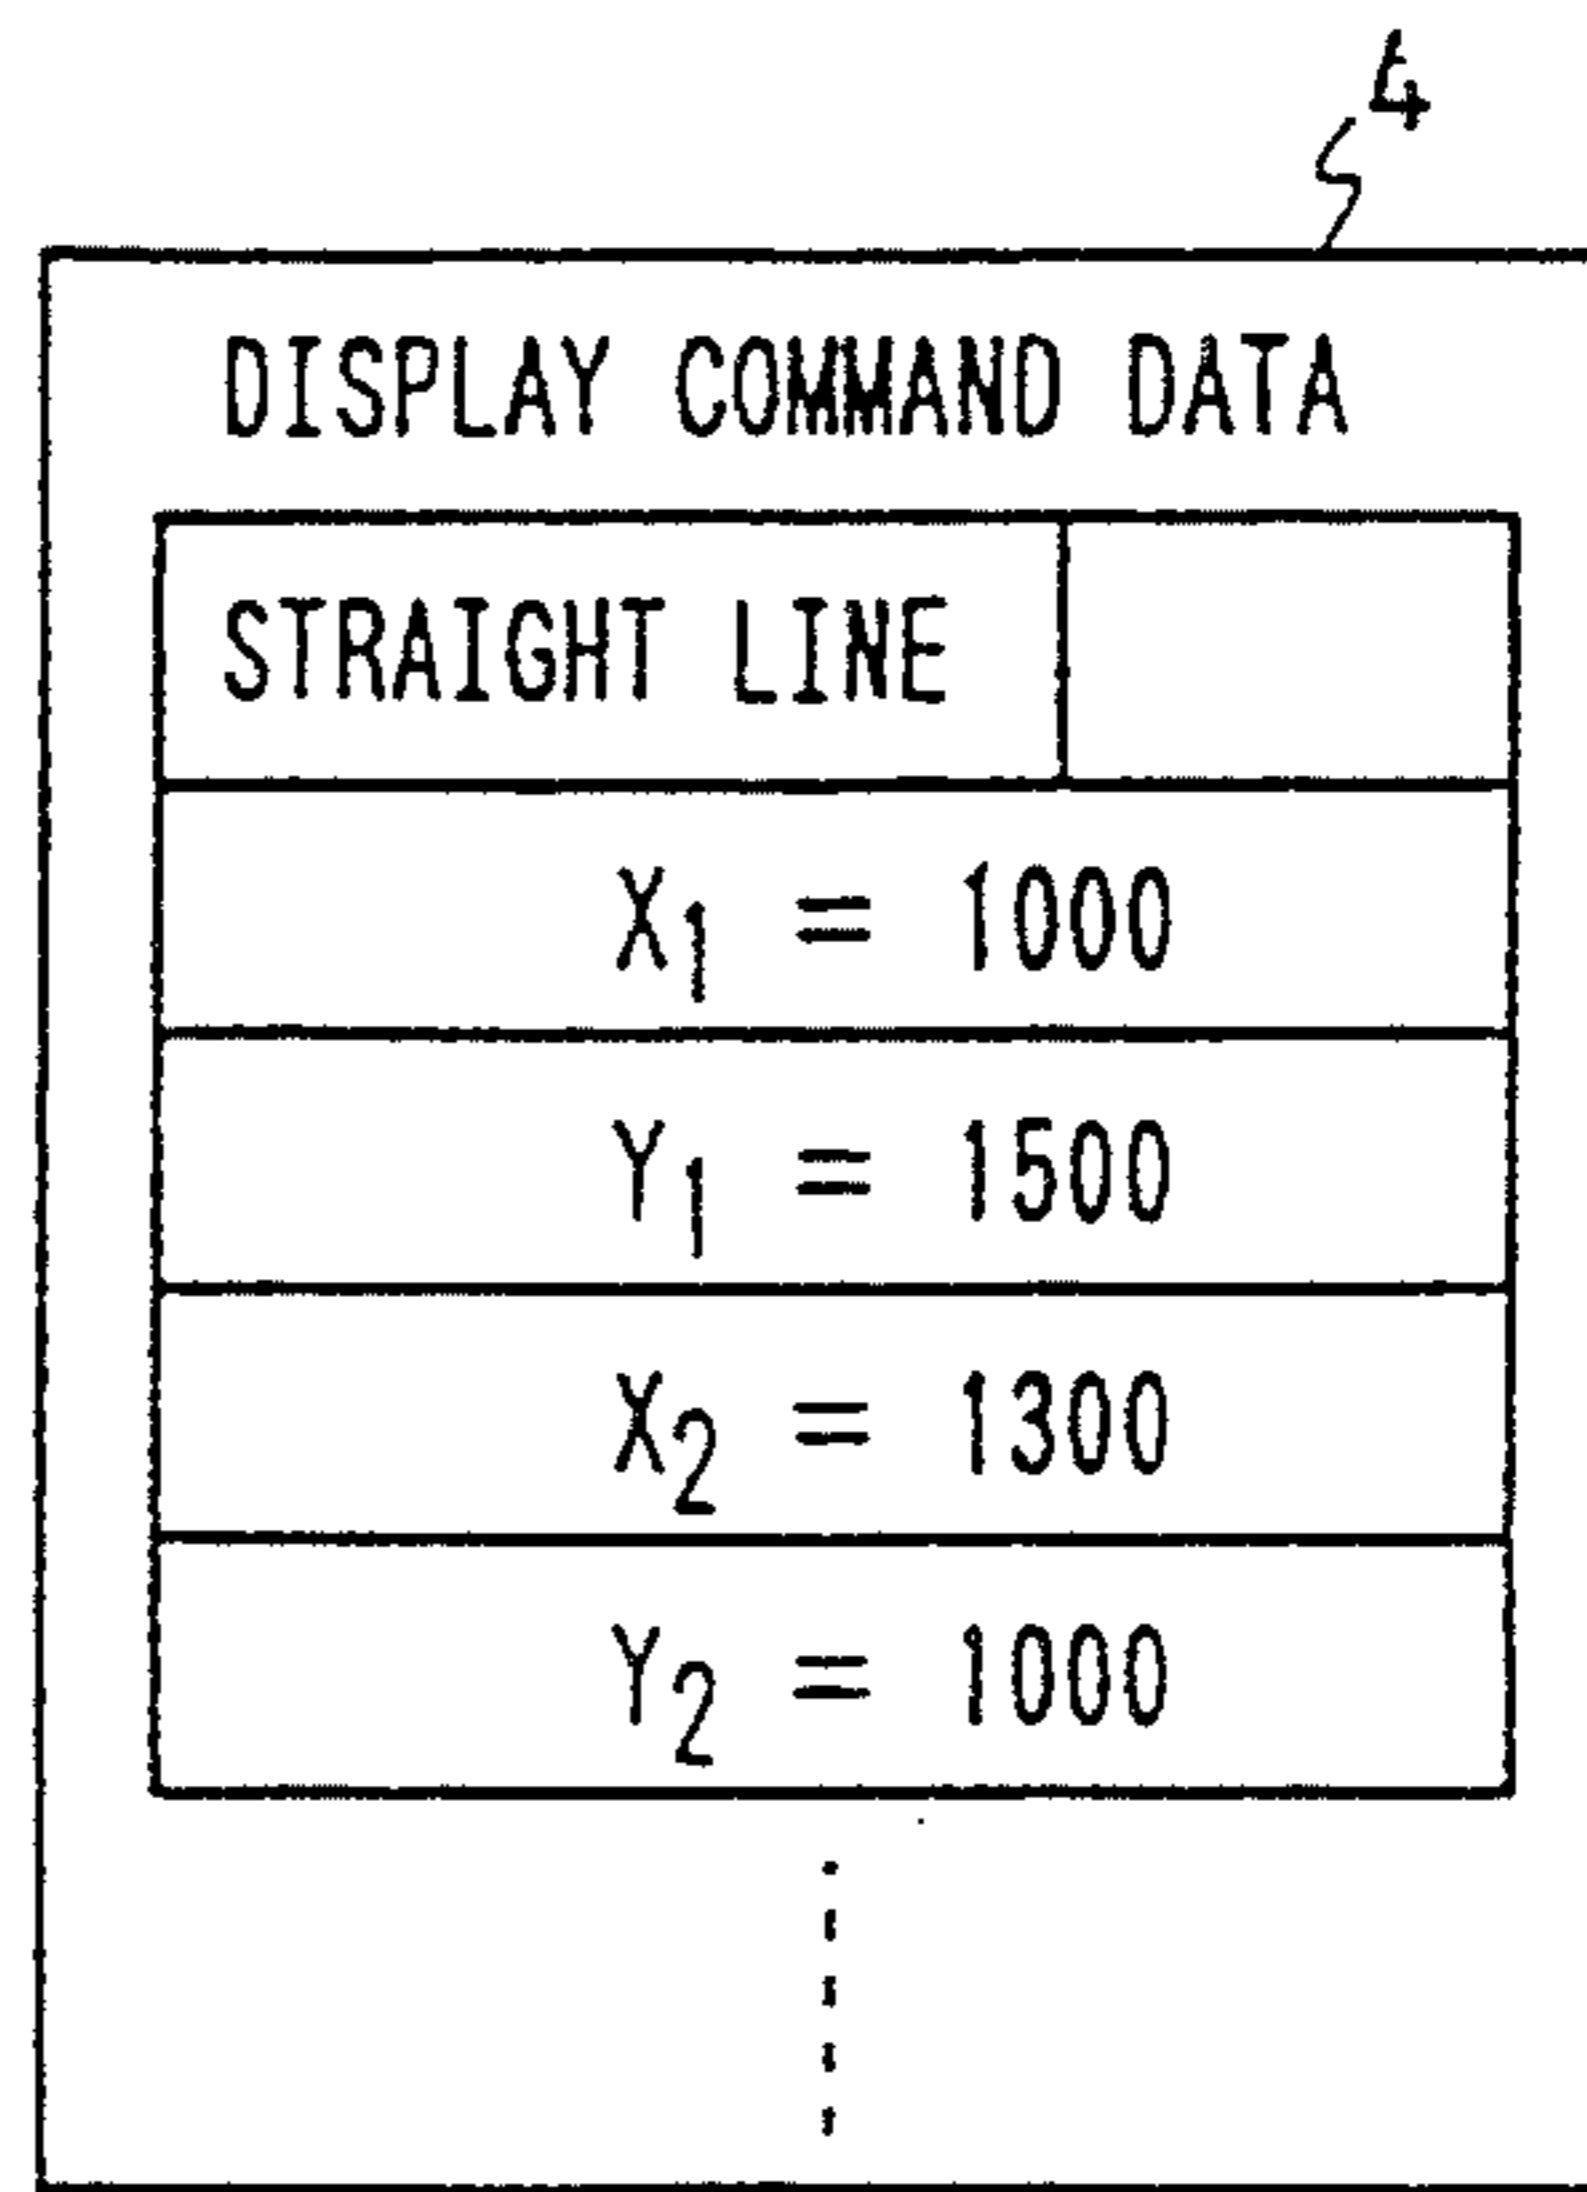 4
DISPLAY COMMAND DATA
STRAIGHT LINE
X₁ = 1000
Y₁ = 1500
X₂ = 1300
Y₂ = 1000